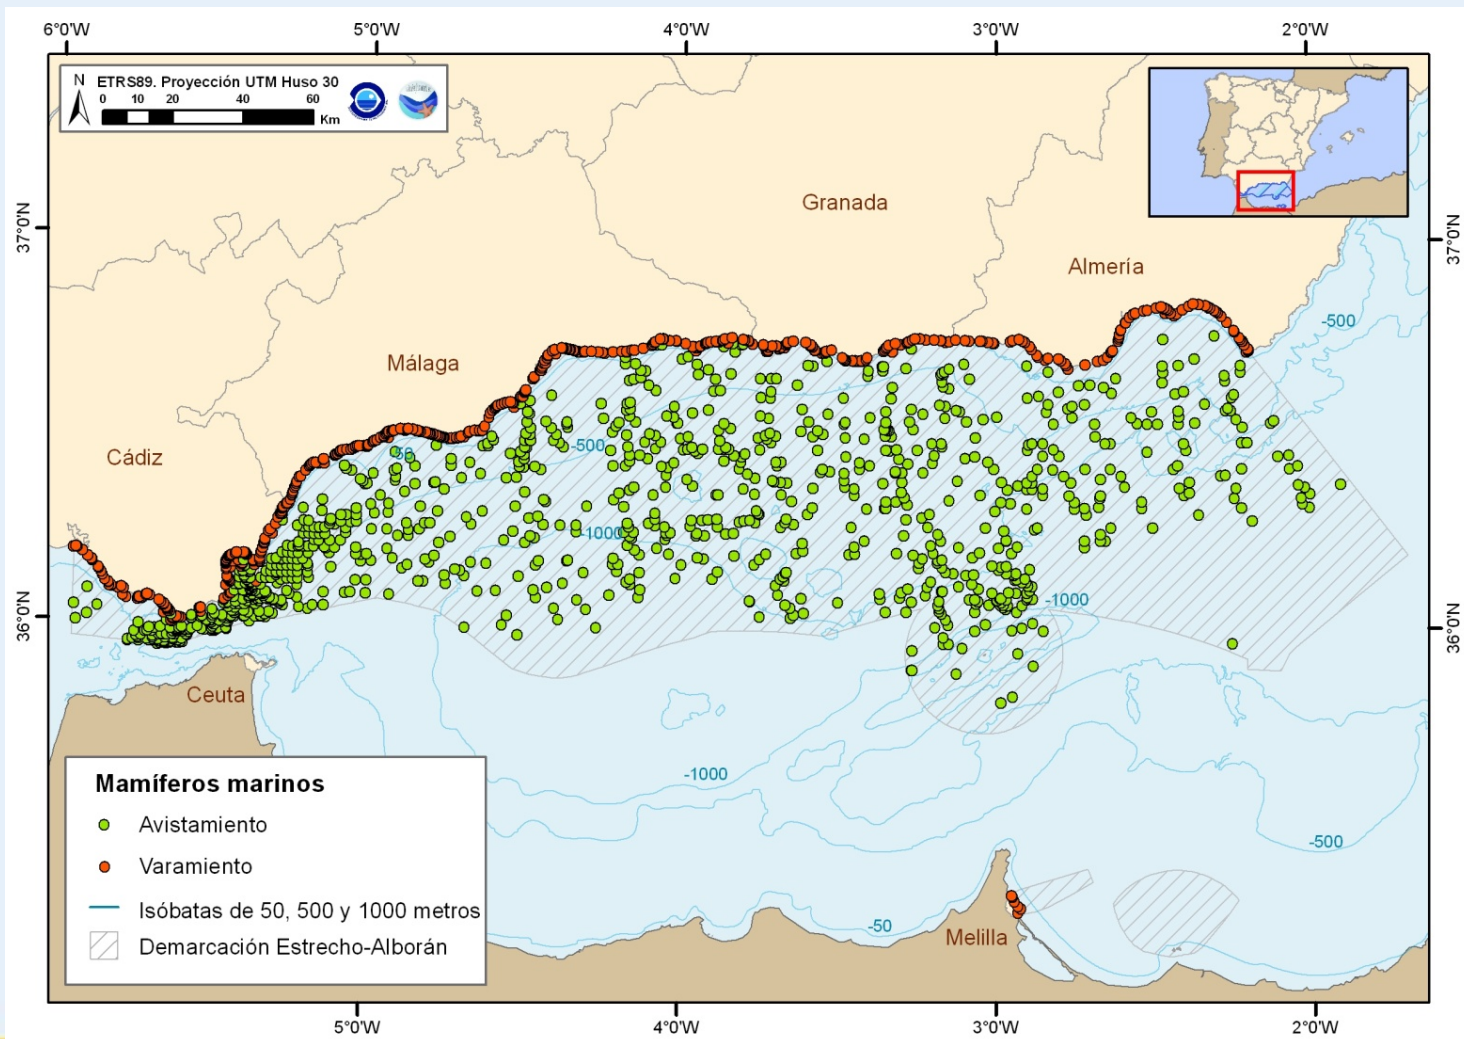 6°0'W 5°0'W 4°0'W 3°0'W 2°0'W
N ETRS89. Proyección UTM Huso 30
0 10 20 40 60
Km
37°0'N
37°0'N
Granada
Almería
-500
Málaga
-50
-500
Cádiz
-1000
36°0'N
-1000
36°0'N
Ceuta
-1000
-500
Mamíferos marinos
Avistamiento
Varamiento
Isóbatas de 50, 500 y 1000 metros
Demarcación Estrecho-Alborán
-50
Melilla
5°0'W 4°0'W 3°0'W 2°0'W